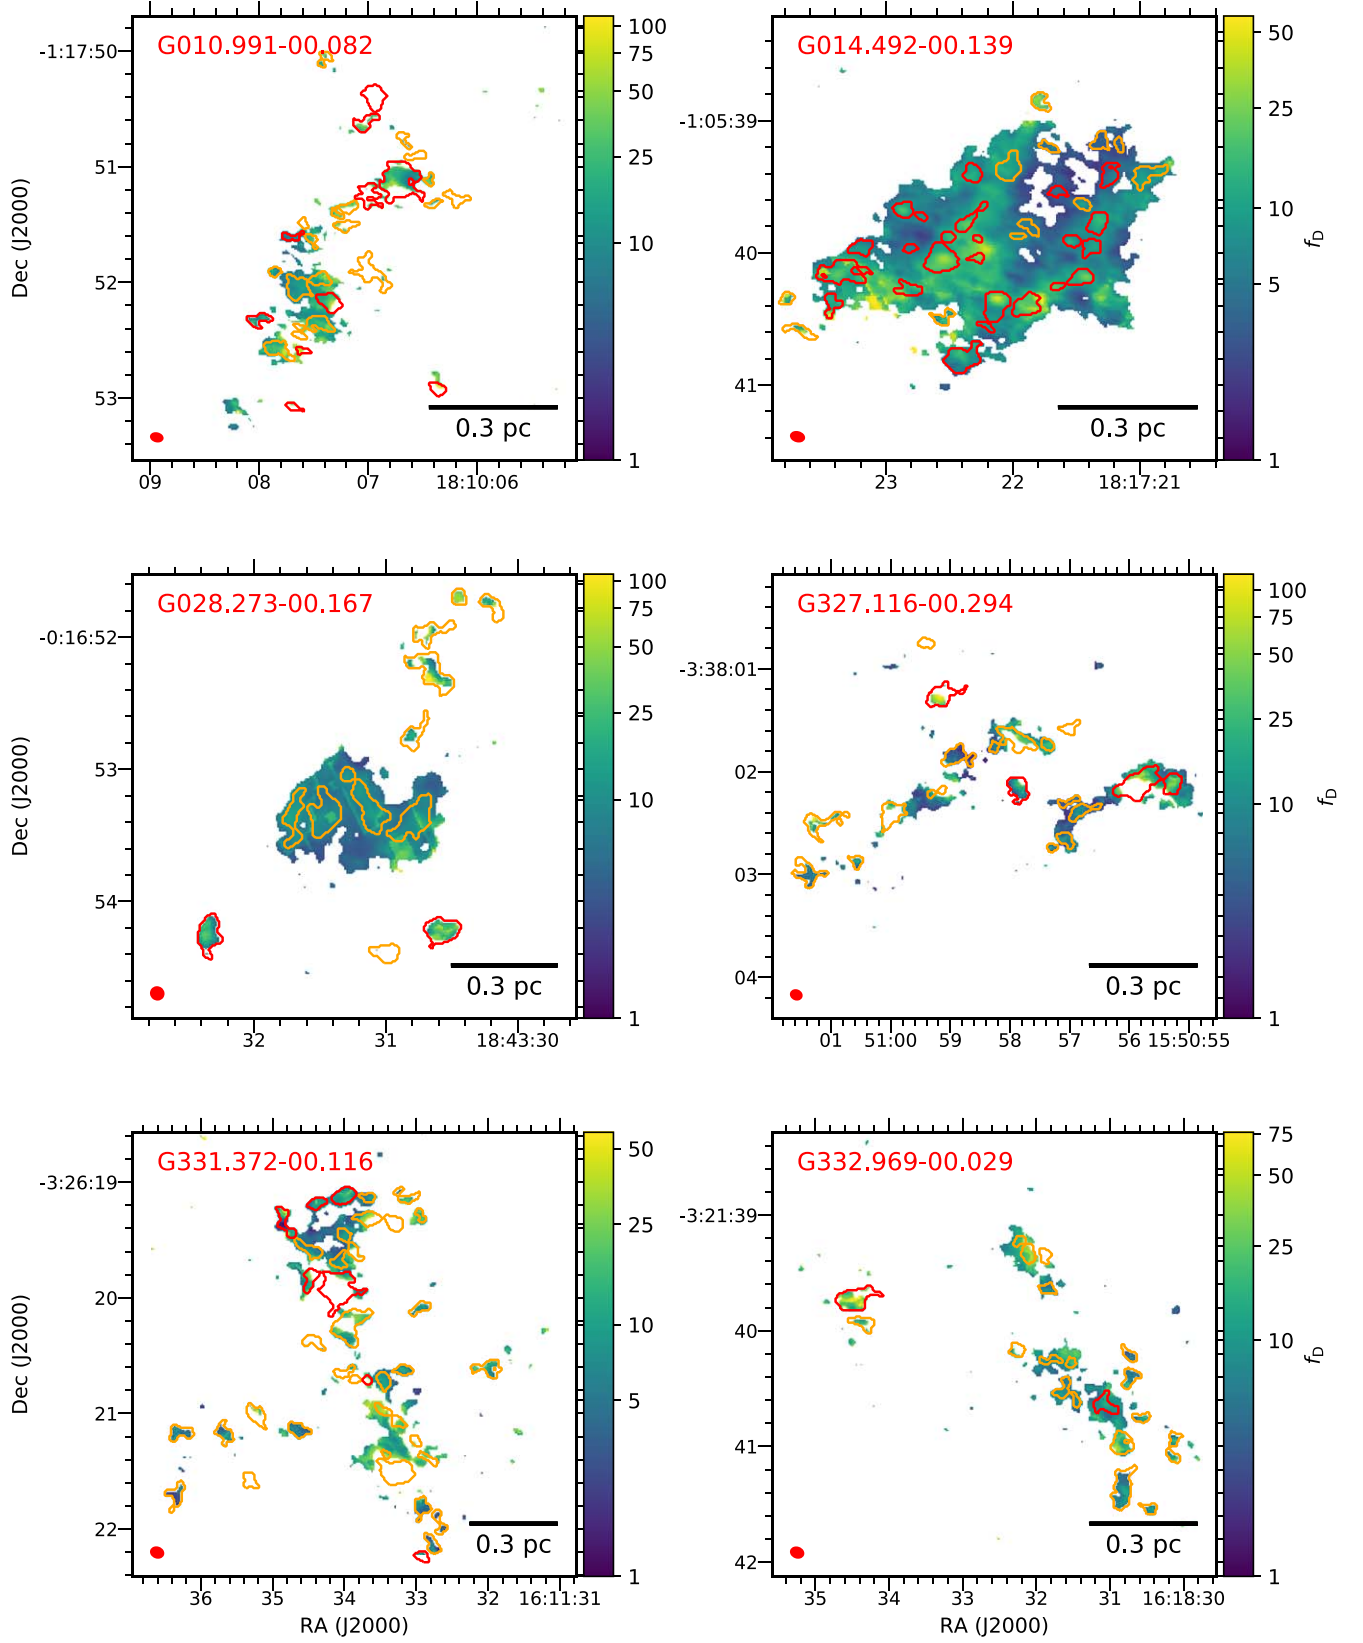 G010.991-00.082
-1:17:50
51
52
53
Dec (J2000)
0.3 pc
09 08 07 18:10:06
100
75
50
25
10
1
G014.492-00.139
-1:05:39
40
41
0.3 pc
23 22 18:17:21
50
25
10
5
1
f_D
G028.273-00.167
-0:16:52
53
54
Dec (J2000)
0.3 pc
32 31 18:43:30
100
75
50
25
10
1
G327.116-00.294
-3:38:01
02
03
04
0.3 pc
01 51:00 59 58 57 56 15:50:55
100
75
50
25
10
1
f_D
G331.372-00.116
-3:26:19
20
21
22
Dec (J2000)
0.3 pc
36 35 34 33 32 16:11:31
RA (J2000)
50
25
10
5
1
G332.969-00.029
-3:21:39
40
41
42
0.3 pc
35 34 33 32 31 16:18:30
RA (J2000)
75
50
25
10
1
f_D